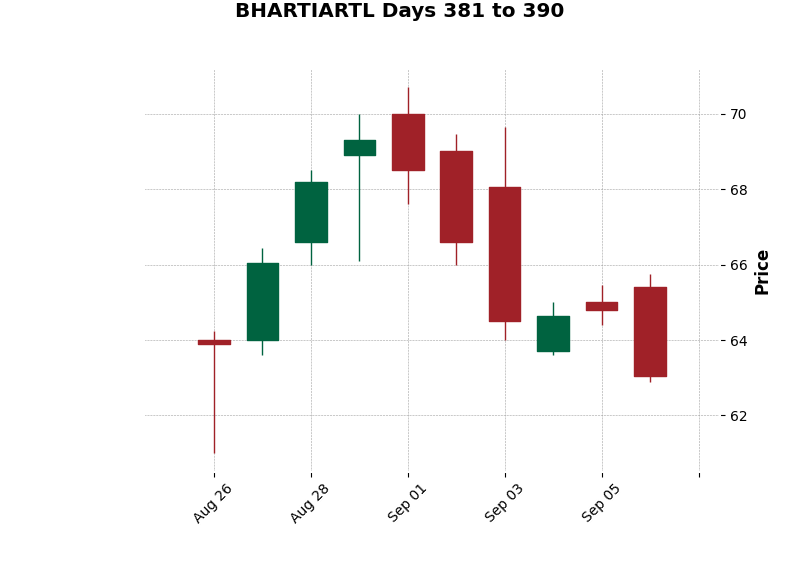 BHARTIARTL Days 381 to 390
70
68
66
64
62
Price
Aug 26
Aug 28
Sep 01
Sep 03
Sep 05